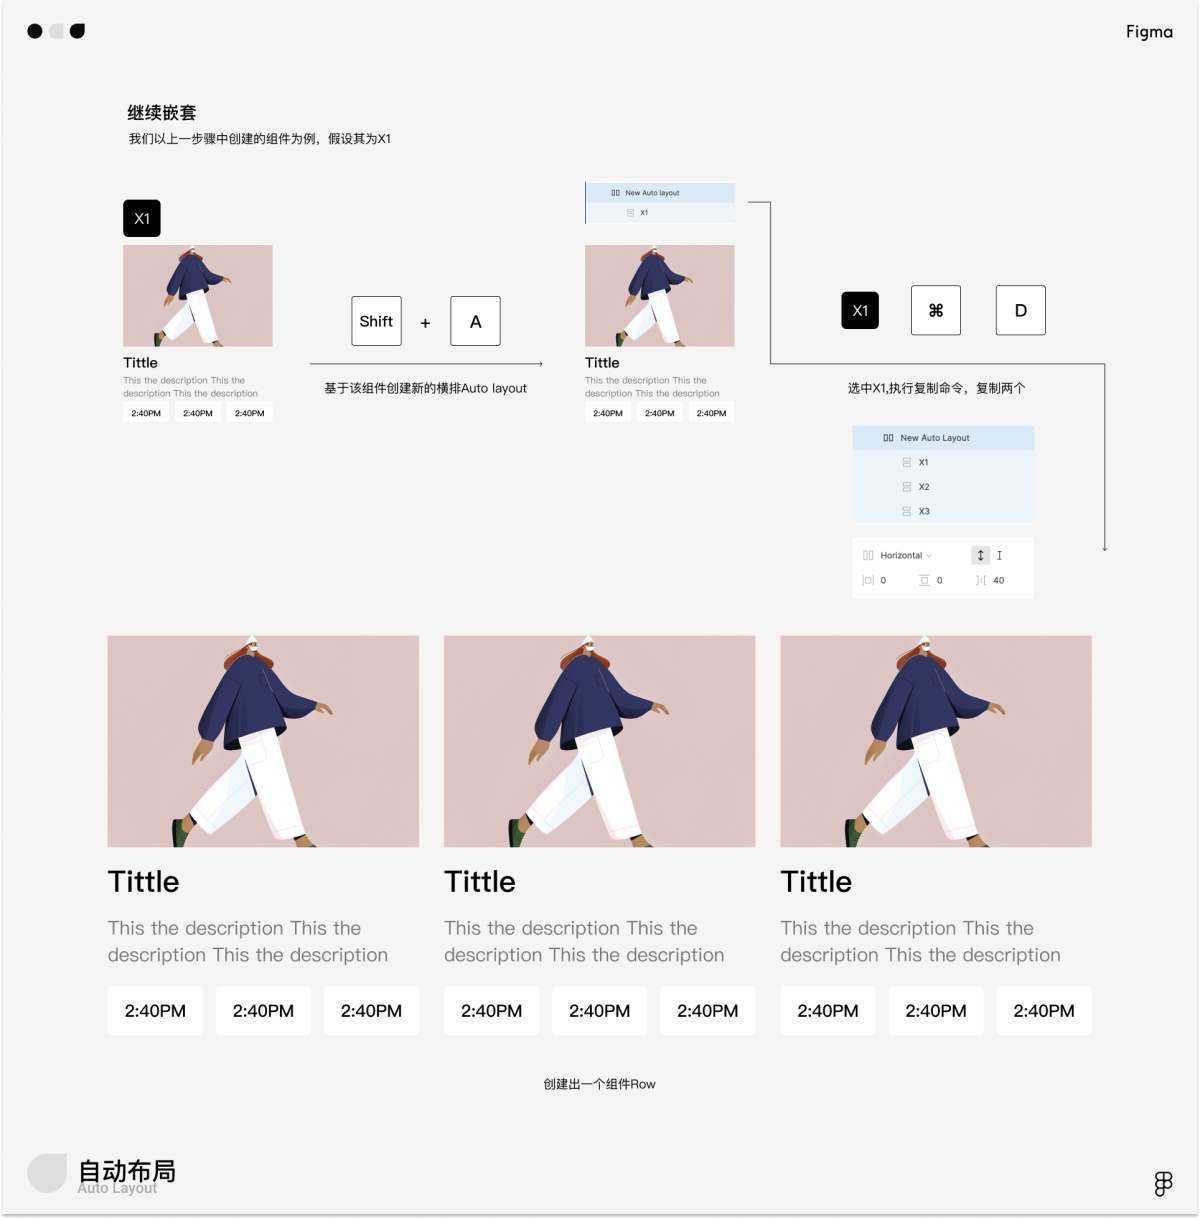 Figma
继续嵌套
我们以上一步骤中创建的组件为例，假设其为X1
X1
Tittle
This the description This the
description This the description
2:40PM 2:40PM 2:40PM
Shift + A
基于该组件创建新的横排Auto layout
New Auto layout
X1
Tittle
This the description This the
description This the description
2:40PM 2:40PM 2:40PM
X1 ⌘ D
选中X1,执行复制命令，复制两个
New Auto Layout
X1
X2
X3
Horizontal
0 0 40
Tittle
This the description This the
description This the description
2:40PM 2:40PM 2:40PM
Tittle
This the description This the
description This the description
2:40PM 2:40PM 2:40PM
Tittle
This the description This the
description This the description
2:40PM 2:40PM 2:40PM
创建出一个组件Row
自动布局
Auto Layout